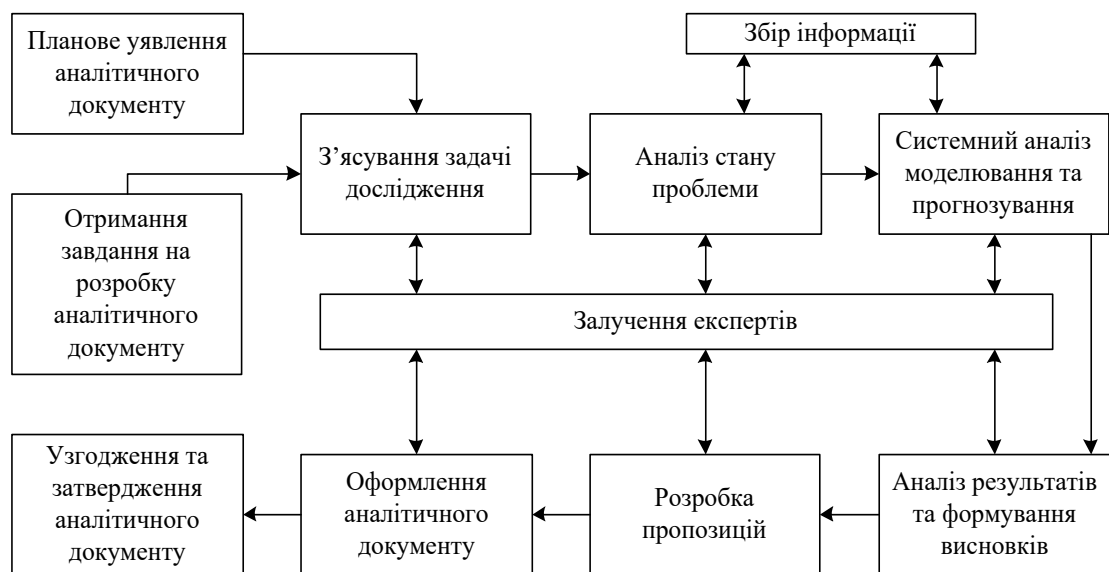 Планове уявлення
аналітичного
документу
Збір інформації
З’ясування задачі
дослідження
Аналіз стану
проблеми
Системний аналіз
моделювання та
прогнозування
Отримання
завдання на
розробку
аналітичного
документу
Залучення експертів
Узгодження та
затвердження
аналітичного
документу
Оформлення
аналітичного
документу
Розробка
пропозицій
Аналіз результатів
та формування
висновків